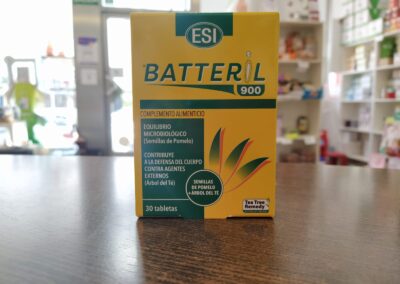 ESI
BATTERIL
900
COMPLEMENTO ALIMENTICIO
EQUILIBRIO
MICROBIOLÓGICO
(Semillas de Pomelo)
CONTRIBUYE
A LA DEFENSA DEL CUERPO
CONTRA AGENTES
EXTERNOS
(Árbol del Té)
SEMILLAS
DE POMELO
+ÁRBOL DEL TÉ
30 tabletas
Tea Tree
Remedy